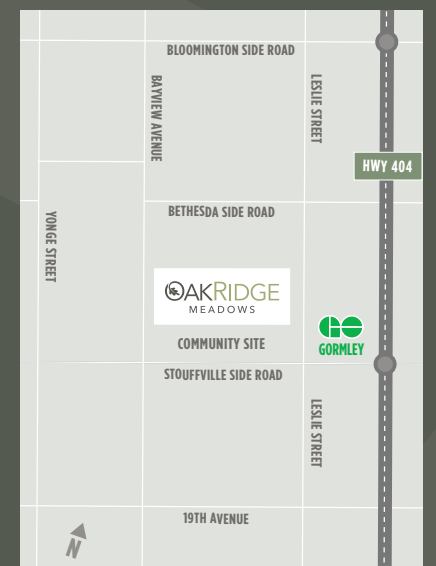 BLOOMINGTON SIDE ROAD
BAYVIEW AVENUE
LESLIE STREET
HWY 404
YONGE STREET
BETHESDA SIDE ROAD
OAKRIDGE
MEADOWS
COMMUNITY SITE
GO
GORMLEY
STOUFFVILLE SIDE ROAD
LESLIE STREET
19TH AVENUE
N